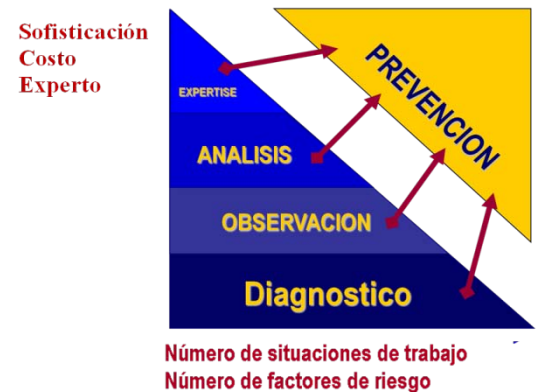 Sofisticación
Costo
Experto
PREVENCION
EXPERTISE
ANALISIS
OBSERVACION
Diagnostico
Número de situaciones de trabajo
Número de factores de riesgo